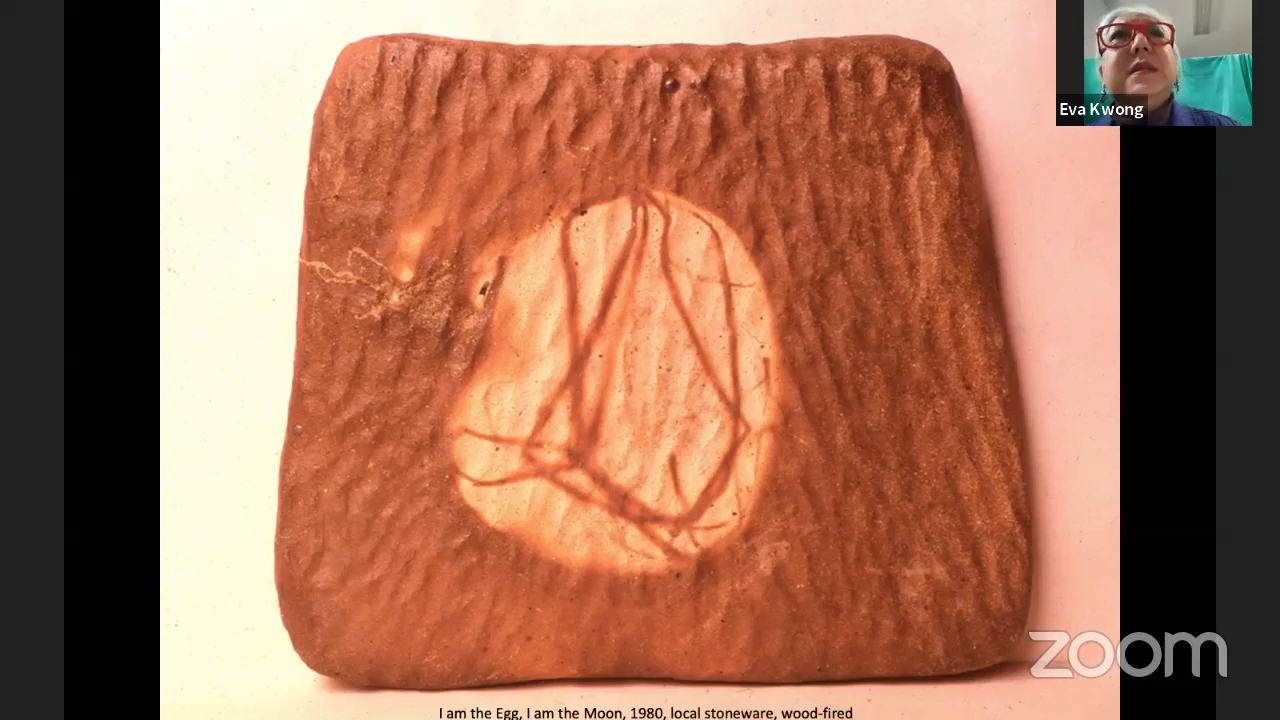 Eva Kwong
zoom
I am the Egg, I am the Moon, 1980, local stoneware, wood-fired